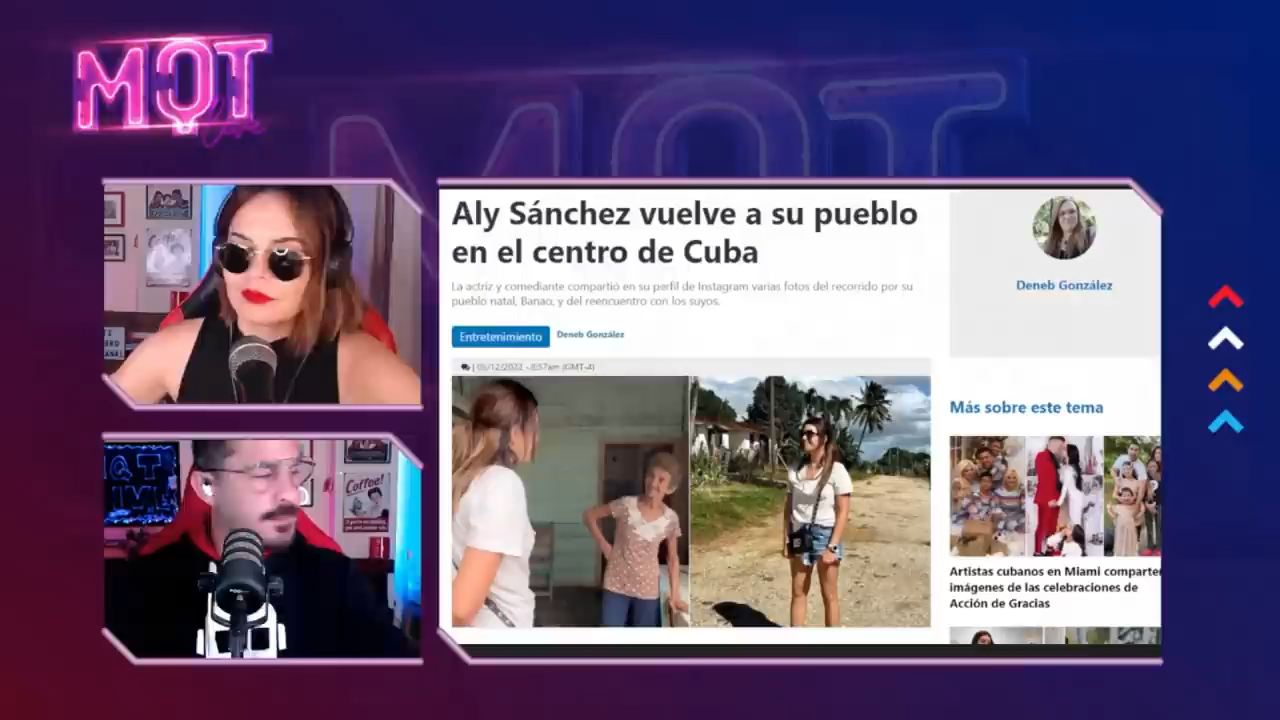 MQT
Live
MQT
Aly Sánchez vuelve a su pueblo
en el centro de Cuba
La actriz y comediante compartió en su perfil de Instagram varias fotos del recorrido por su
pueblo natal, Banao, y del reencuentro con los suyos.
Entretenimiento
Deneb González
Deneb González
Más sobre este tema
Artistas cubanos en Miami comparten
imágenes de las celebraciones de
Acción de Gracias
Coffee!